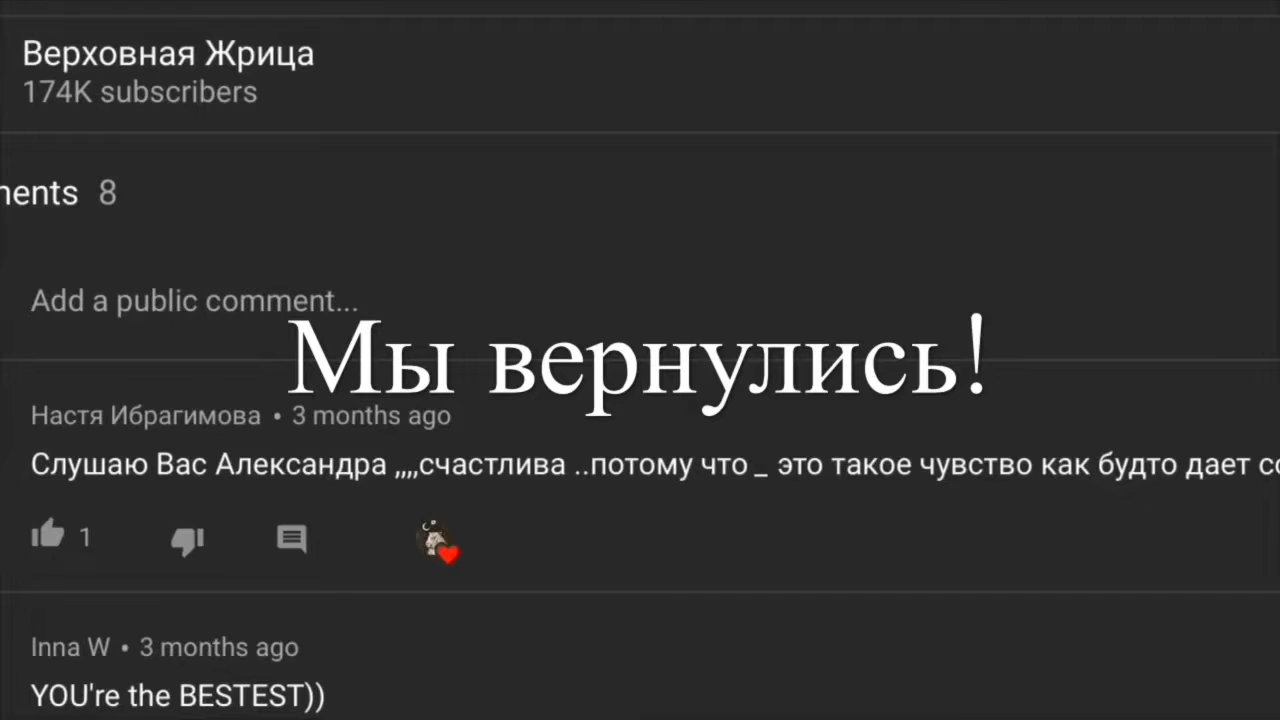 Верховная Жрица
174K subscribers
ments 8
Add a public comment...
Мы вернулись!
Настя Ибрагимова • 3 months ago
Слушаю Вас Александра ,,,,счастлива ..потому что _ это такое чувство как будто дает
1
Inna W • 3 months ago
YOU're the BESTEST))